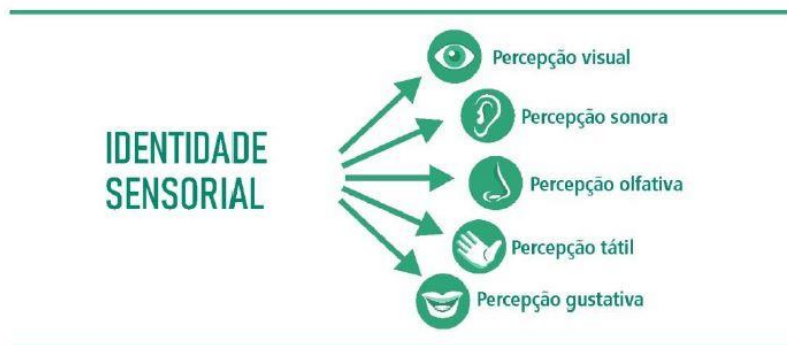 IDENTIDADE
SENSORIAL
Percepção visual
Percepção sonora
Percepção olfativa
Percepção tátil
Percepção gustativa